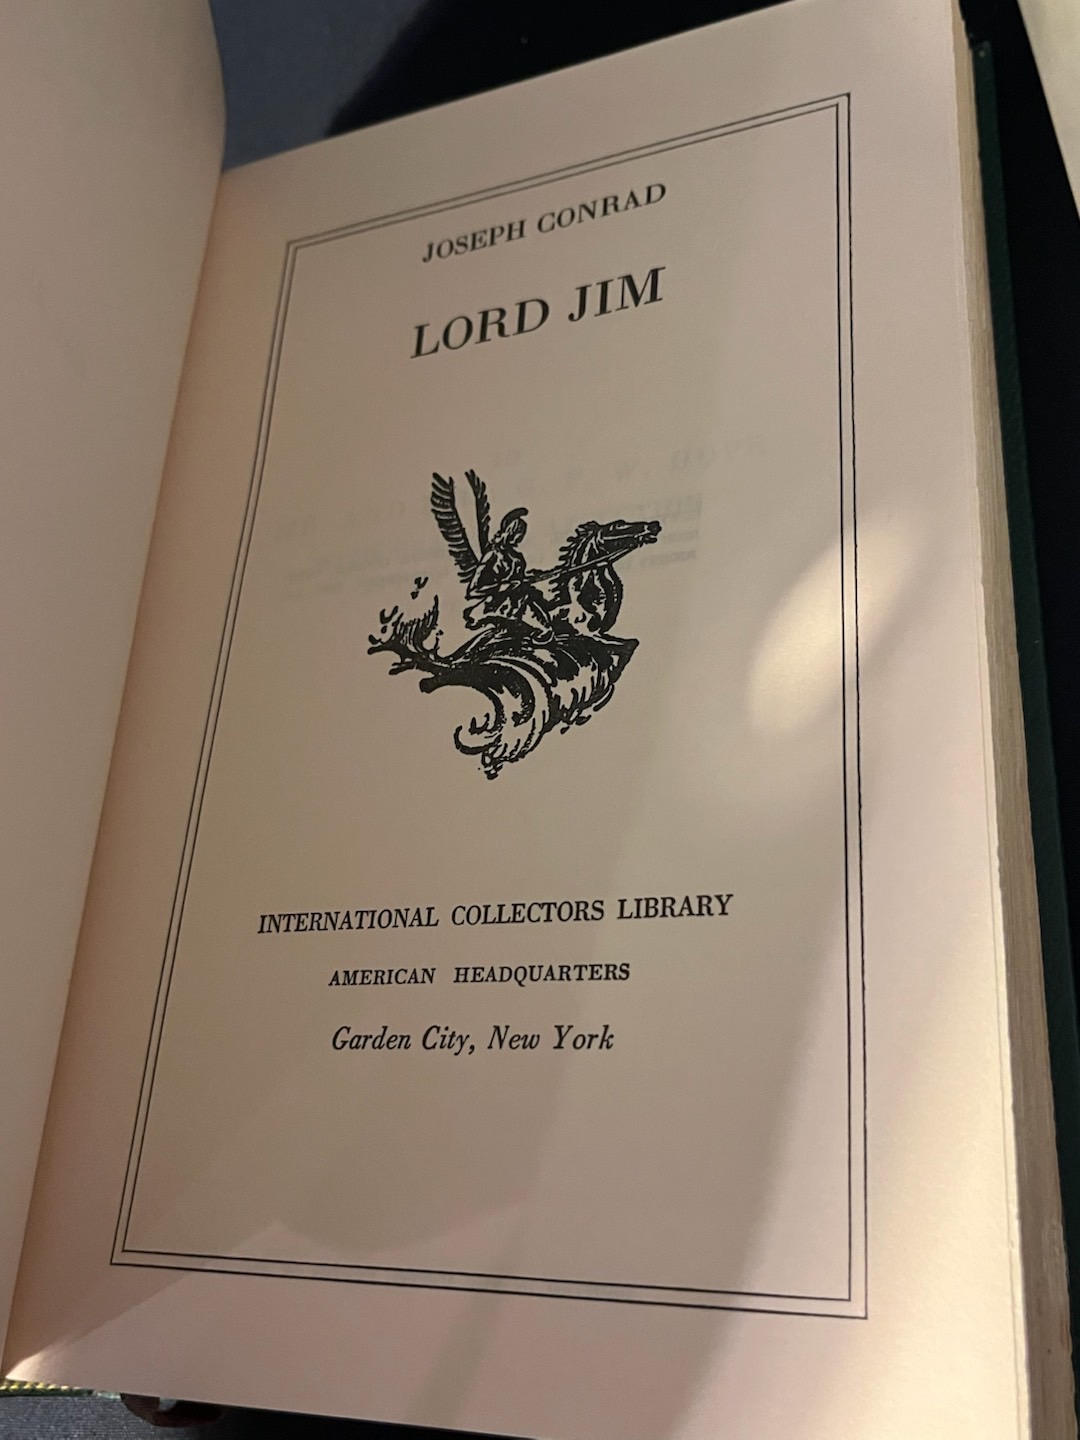 JOSEPH CONRAD
LORD JIM
INTERNATIONAL COLLECTORS LIBRARY
AMERICAN HEADQUARTERS
Garden City, New York